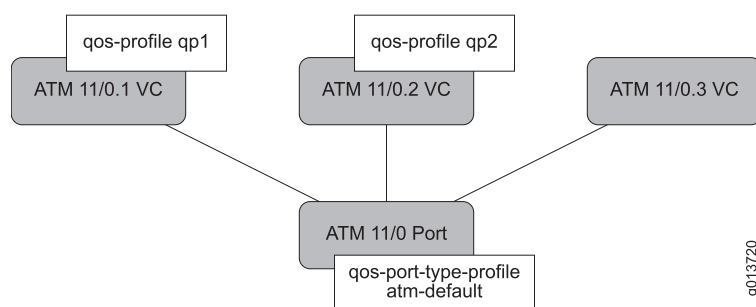 qos-profile qp1
qos-profile qp2
ATM 11/0.1 VC
ATM 11/0.2 VC
ATM 11/0.3 VC
ATM 11/0 Port
qos-port-type-profile
atm-default
g013720